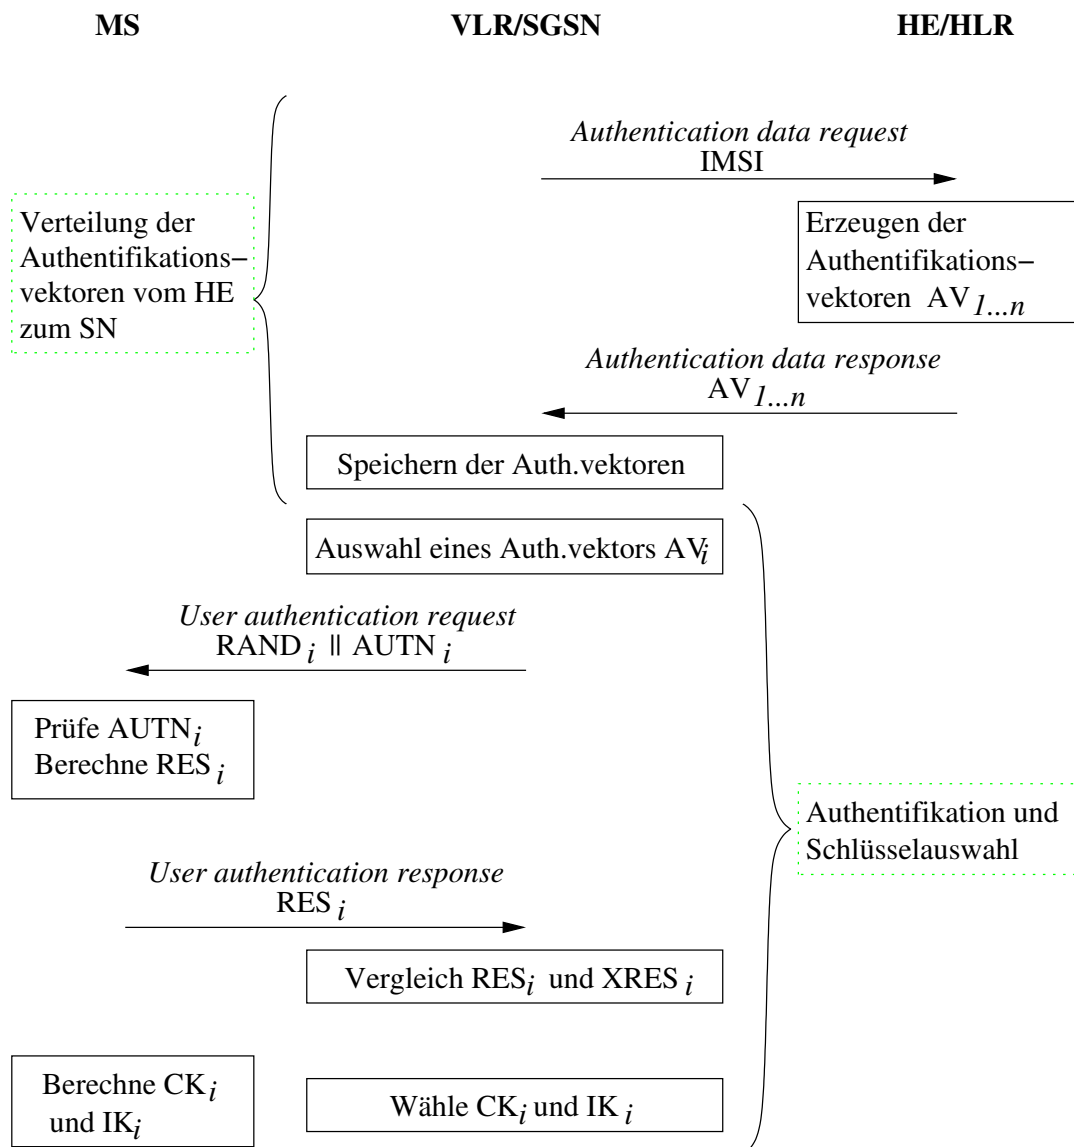 MS VLR/SGSN HE/HLR
Authentication data request
IMSI
Verteilung der
Authentifikations−
vektoren vom HE
zum SN
Erzeugen der
Authentifikations−
vektoren AV1...n
Authentication data response
AV1...n
Speichern der Auth.vektoren
Auswahl eines Auth.vektors AVi
User authentication request
RANDi || AUTNi
Prüfe AUTNi
Berechne RESi
Authentifikation und
Schlüsselauswahl
User authentication response
RESi
Vergleich RESi und XRESi
Berechne CKi
und IKi
Wähle CKi und IKi